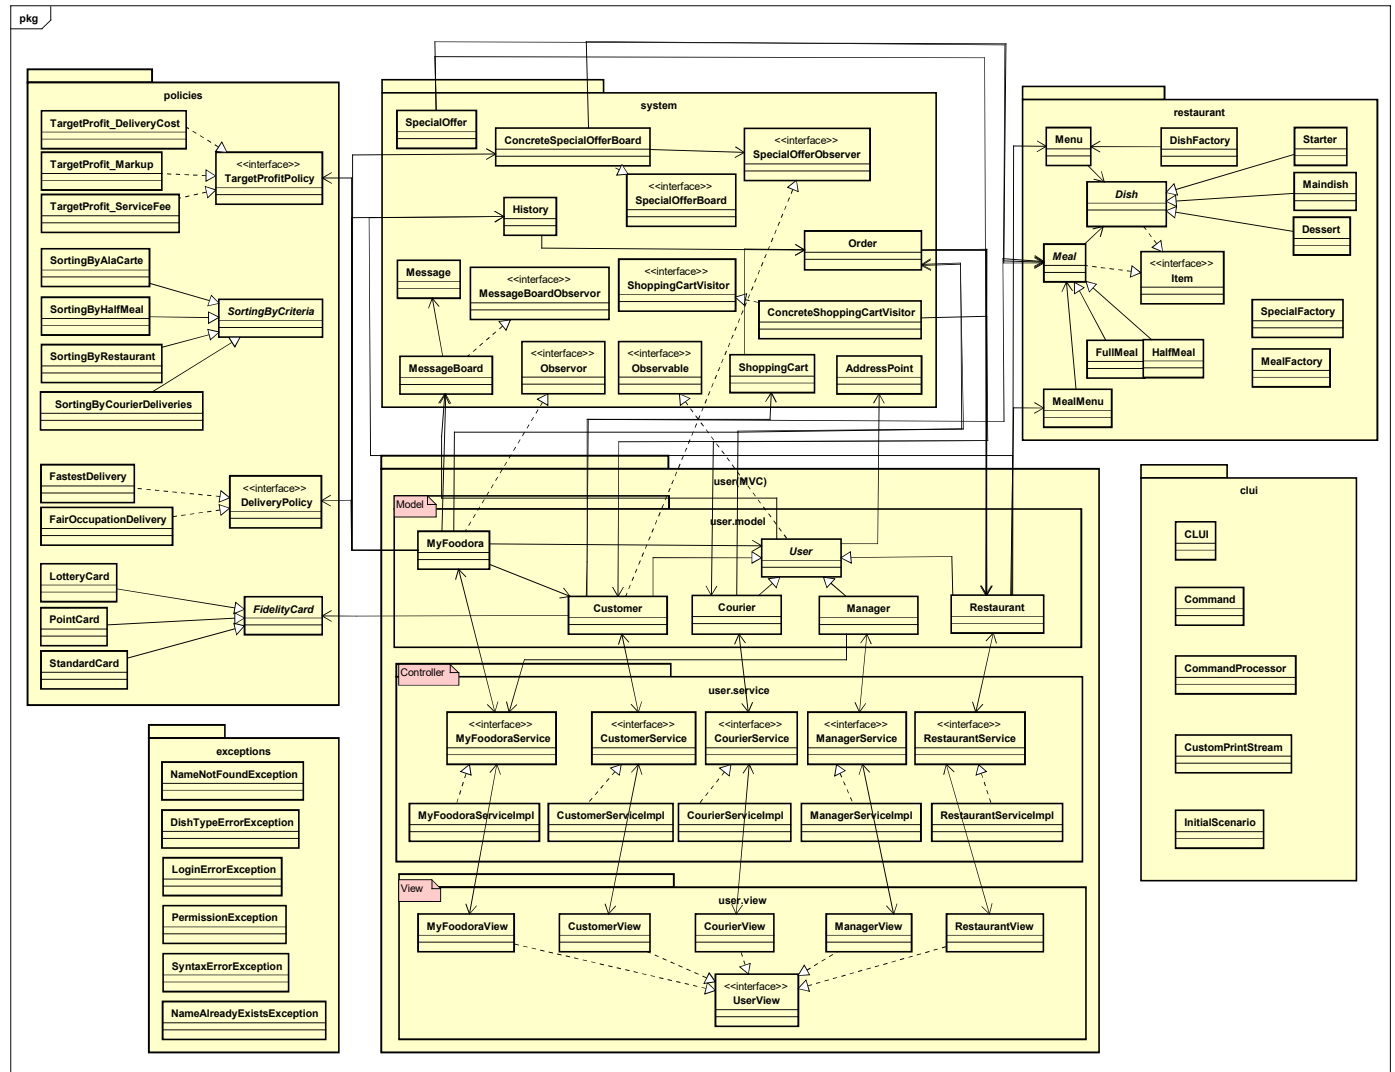 pkg
policies
TargetProfit_DeliveryCost
TargetProfit_Markup
TargetProfit_ServiceFee
<<interface>>
TargetProfitPolicy
SortingByAlaCarte
SortingByHalfMeal
SortingByRestaurant
SortingByCourierDeliveries
SortingByCriteria
FastestDelivery
FairOccupationDelivery
<<interface>>
DeliveryPolicy
LotteryCard
PointCard
StandardCard
FidelityCard
system
SpecialOffer
ConcreteSpecialOfferBoard
<<interface>>
SpecialOfferObserver
<<interface>>
SpecialOfferBoard
History
Order
Message
<<interface>>
MessageBoardObservor
<<interface>>
ShoppingCartVisitor
ConcreteShoppingCartVisitor
MessageBoard
<<interface>>
Observor
<<interface>>
Observable
ShoppingCart
AddressPoint
restaurant
Menu
DishFactory
Starter
Dish
Maindish
Dessert
Meal
<<interface>>
Item
SpecialFactory
FullMeal
HalfMeal
MealFactory
MealMenu
user(MVC)
Model
user.model
MyFoodora
User
Customer
Courier
Manager
Restaurant
Controller
user.service
<<interface>>
MyFoodoraService
<<interface>>
CustomerService
<<interface>>
CourierService
<<interface>>
ManagerService
<<interface>>
RestaurantService
MyFoodoraServiceImpl
CustomerServiceImpl
CourierServiceImpl
ManagerServiceImpl
RestaurantServiceImpl
View
user.view
MyFoodoraView
CustomerView
CourierView
ManagerView
RestaurantView
<<interface>>
UserView
exceptions
NameNotFoundException
DishTypeErrorException
LoginErrorException
PermissionException
SyntaxErrorException
NameAlreadyExistsException
clui
CLUI
Command
CommandProcessor
CustomPrintStream
InitialScenario